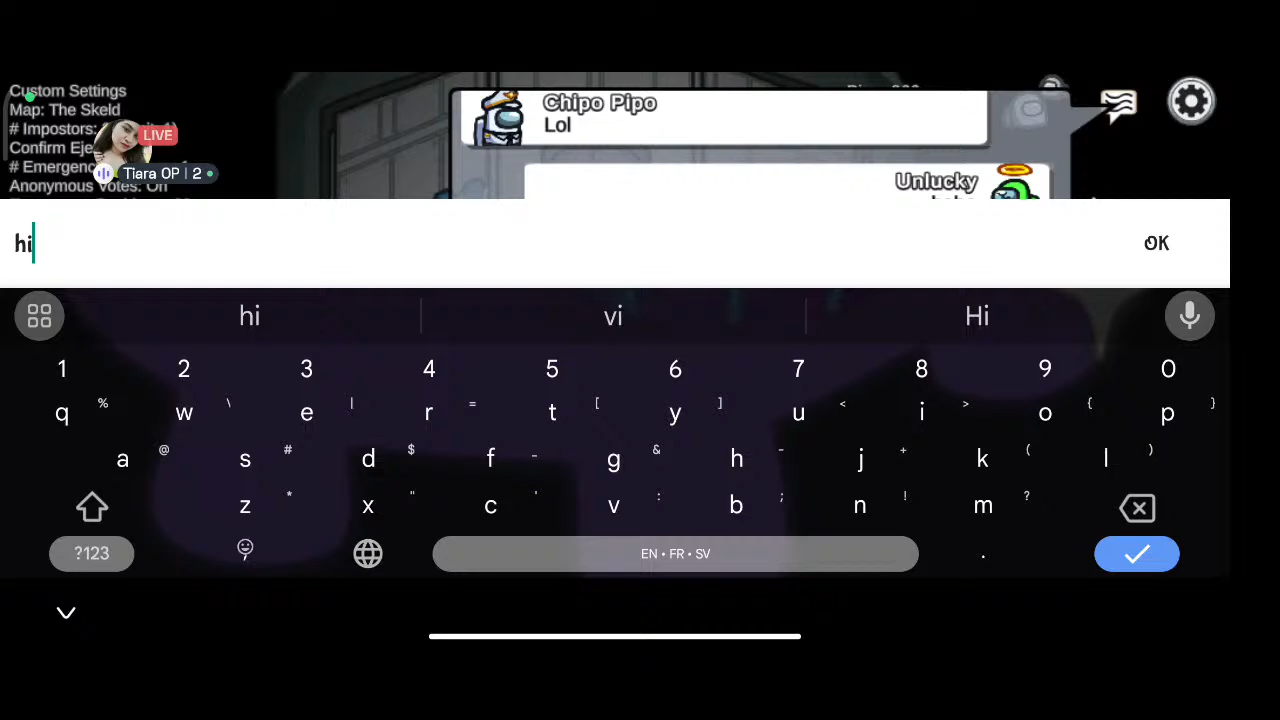 Custom Settings
Map: The Skeld
# Impostors:
Confirm Eje
# Emergenc
Anonymous Votes: On
LIVE
Tiara OP | 2
Chipo Pipo
Lol
Unlucky
hi
OK
hi vi Hi
1 2 3 4 5 6 7 8 9 0
q % w \ e | r = t [ y ] u < i > o { p }
a @ s # d $ f _ g & h - j + k ( l )
z * x " c ' v : b ; n ! m ?
?123 EN • FR • SV .